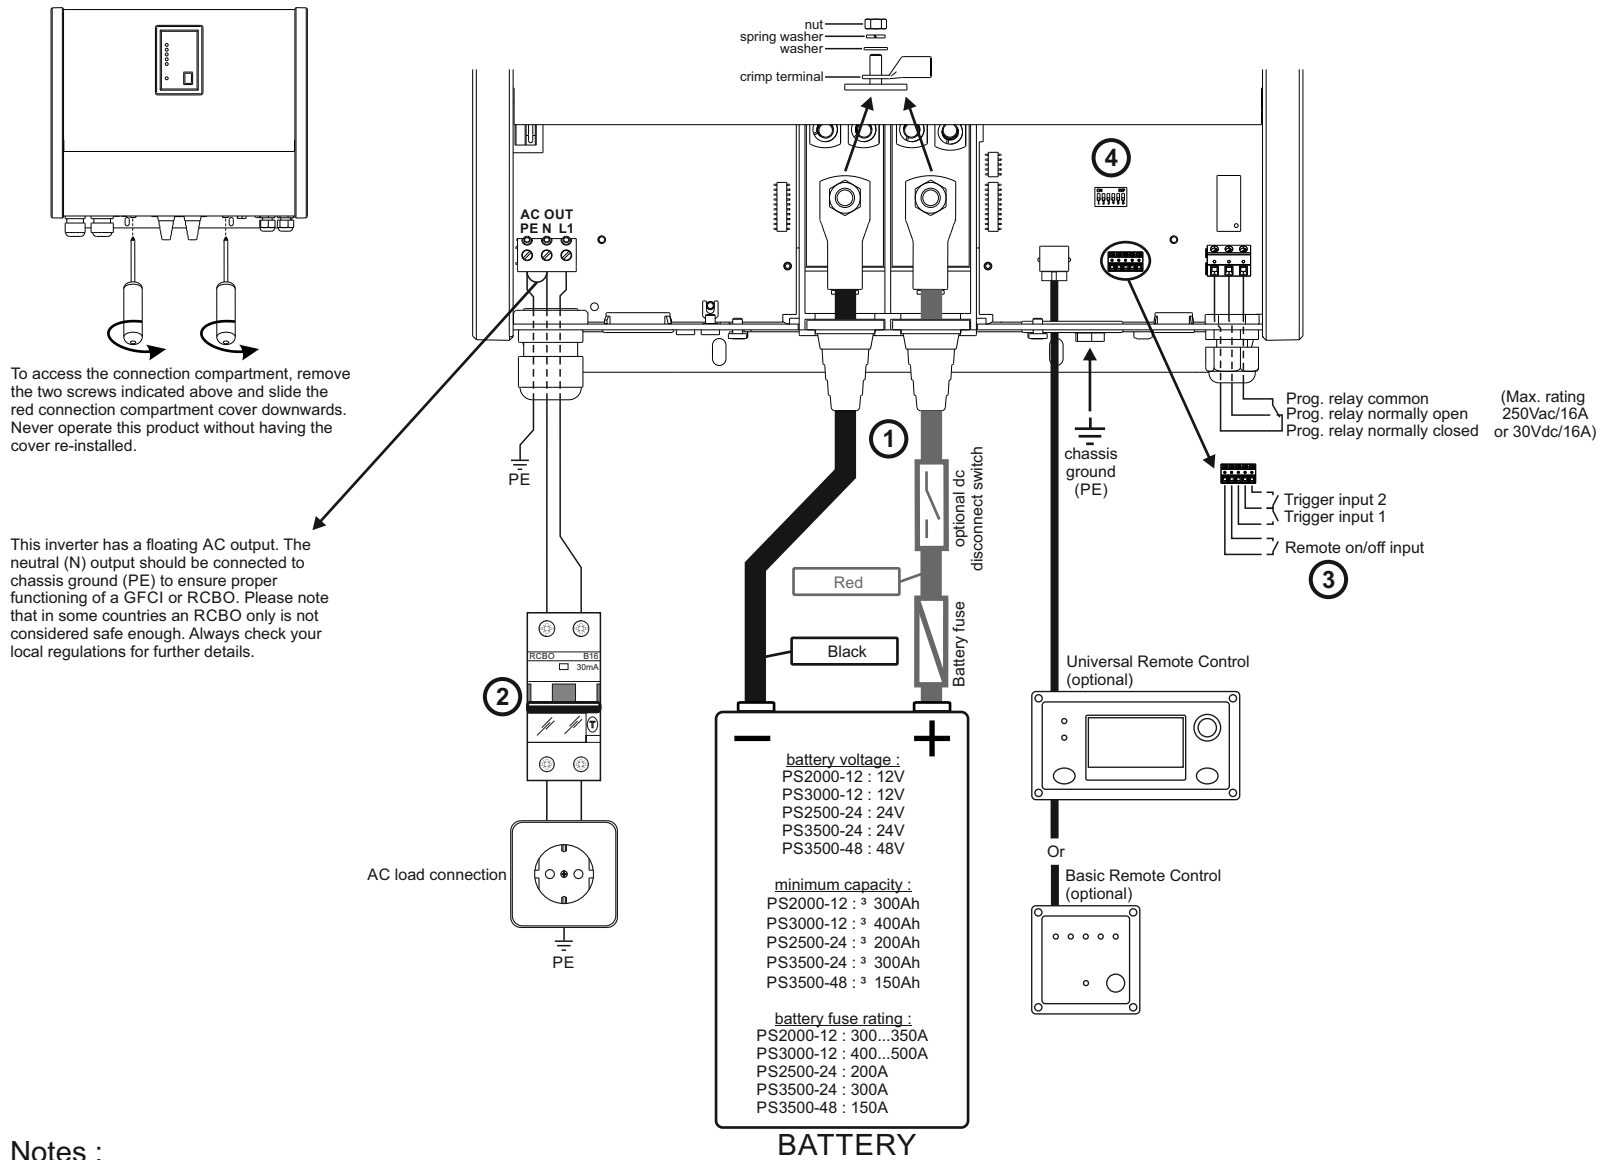 nut
spring washer
washer
crimp terminal
4
ON
OFF
1 2 3 4 5 6
AC OUT
PE N L1
To access the connection compartment, remove
the two screws indicated above and slide the
red connection compartment cover downwards.
Never operate this product without having the
cover re-installed.
PE
1
optional dc
disconnect switch
chassis
ground
(PE)
Prog. relay common
Prog. relay normally open
Prog. relay normally closed
(Max. rating
250Vac/16A
or 30Vdc/16A)
Trigger input 2
Trigger input 1
Remote on/off input
3
This inverter has a floating AC output. The
neutral (N) output should be connected to
chassis ground (PE) to ensure proper
functioning of a GFCI or RCBO. Please note
that in some countries an RCBO only is not
considered safe enough. Always check your
local regulations for further details.
Red
Black
Battery fuse
2
RCBO B16
30mA
T
AC load connection
PE
battery voltage :
PS2000-12 : 12V
PS3000-12 : 12V
PS2500-24 : 24V
PS3500-24 : 24V
PS3500-48 : 48V
minimum capacity :
PS2000-12 : ³ 300Ah
PS3000-12 : ³ 400Ah
PS2500-24 : ³ 200Ah
PS3500-24 : ³ 300Ah
PS3500-48 : ³ 150Ah
battery fuse rating :
PS2000-12 : 300...350A
PS3000-12 : 400...500A
PS2500-24 : 200A
PS3500-24 : 300A
PS3500-48 : 150A
BATTERY
Universal Remote Control
(optional)
Or
Basic Remote Control
(optional)
Notes :